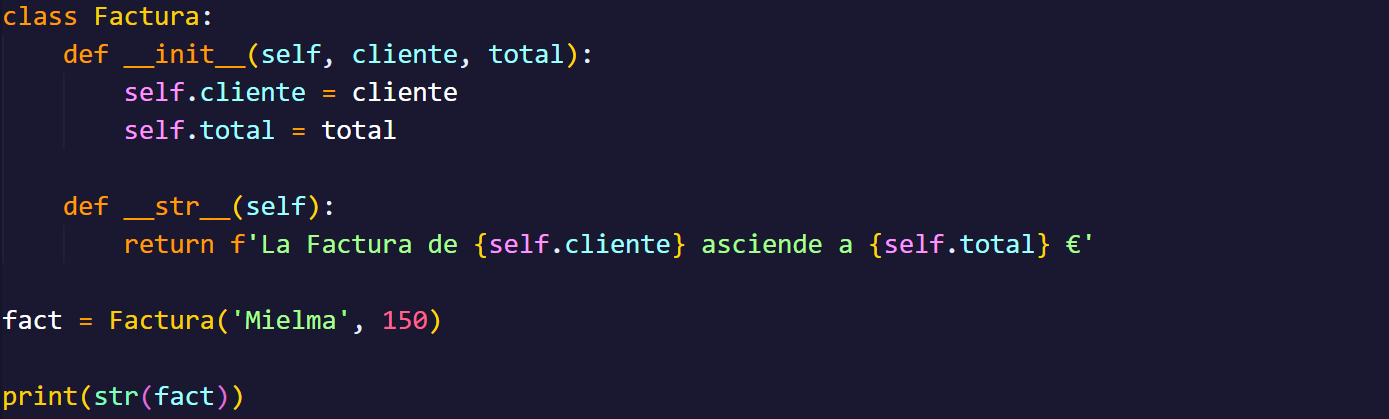 class Factura:
    def __init__(self, cliente, total):
        self.cliente = cliente
        self.total = total
    def __str__(self):
        return f'La Factura de {self.cliente} asciende a {self.total} €'
fact = Factura('Mielma', 150)
print(str(fact))